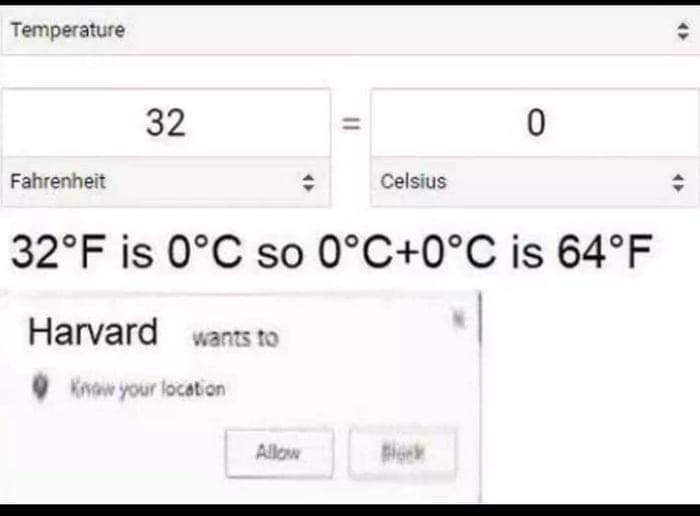 Temperature
32 = 0
Fahrenheit Celsius
32°F is 0°C so 0°C+0°C is 64°F
Harvard wants to
Know your location
Allow Block